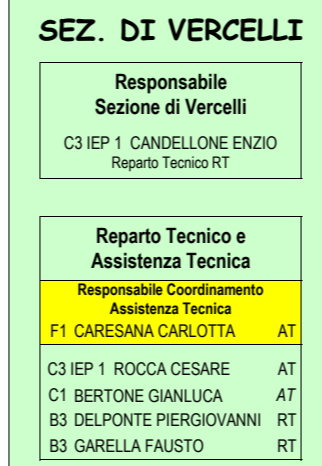 SEZ. DI VERCELLI
Responsabile
Sezione di Vercelli
C3 IEP 1 CANDELLONE ENZIO
Reparto Tecnico RT
Reparto Tecnico e
Assistenza Tecnica
Responsabile Coordinamento
Assistenza Tecnica
F1 CARESANA CARLOTTA AT
C3 IEP 1 ROCCA CESARE AT
C1 BERTONE GIANLUCA AT
B3 DELPONTE PIERGIOVANNI RT
B3 GARELLA FAUSTO RT